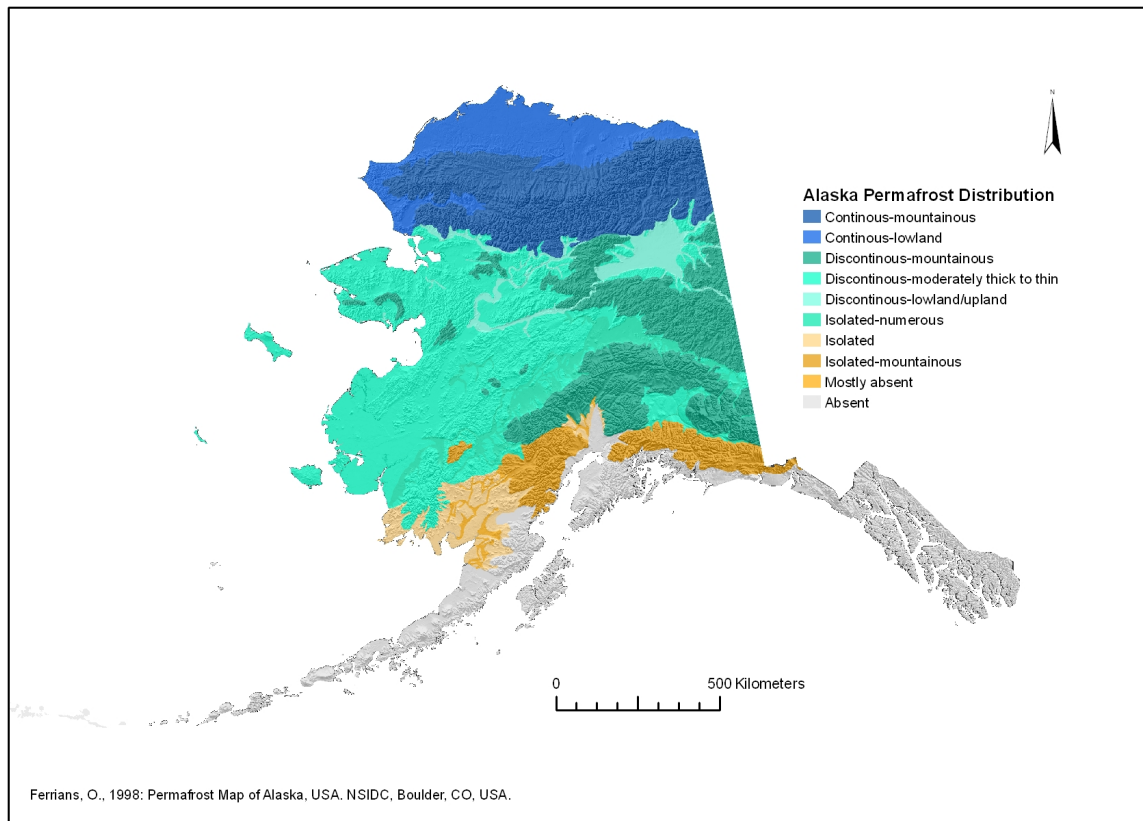 N
Alaska Permafrost Distribution
Continous-mountainous
Continous-lowland
Discontinous-mountainous
Discontinous-moderately thick to thin
Discontinous-lowland/upland
Isolated-numerous
Isolated
Isolated-mountainous
Mostly absent
Absent
0 500 Kilometers
Ferrians, O., 1998: Permafrost Map of Alaska, USA. NSIDC, Boulder, CO, USA.